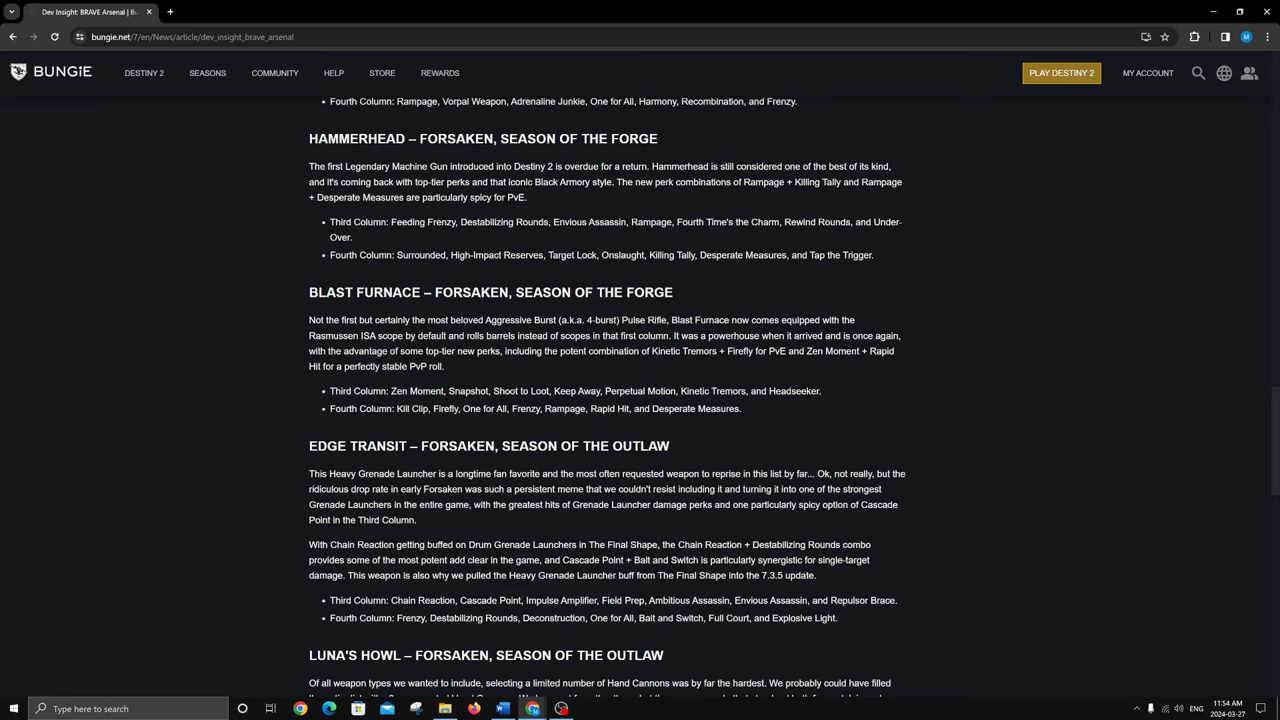 Dev Insight: BRAVE Arsenal | Bu
bungie.net/7/en/News/article/dev_insight_brave_arsenal
M
BUNGIE
DESTINY 2
SEASONS
COMMUNITY
HELP
STORE
REWARDS
PLAY DESTINY 2
MY ACCOUNT
• Fourth Column: Rampage, Vorpal Weapon, Adrenaline Junkie, One for All, Harmony, Recombination, and Frenzy.
HAMMERHEAD – FORSAKEN, SEASON OF THE FORGE
The first Legendary Machine Gun introduced into Destiny 2 is overdue for a return. Hammerhead is still considered one of the best of its kind,
and it's coming back with top-tier perks and that iconic Black Armory style. The new perk combinations of Rampage + Killing Tally and Rampage
+ Desperate Measures are particularly spicy for PvE.
• Third Column: Feeding Frenzy, Destabilizing Rounds, Envious Assassin, Rampage, Fourth Time's the Charm, Rewind Rounds, and Under-
Over.
• Fourth Column: Surrounded, High-Impact Reserves, Target Lock, Onslaught, Killing Tally, Desperate Measures, and Tap the Trigger.
BLAST FURNACE – FORSAKEN, SEASON OF THE FORGE
Not the first but certainly the most beloved Aggressive Burst (a.k.a. 4-burst) Pulse Rifle, Blast Furnace now comes equipped with the
Rasmussen ISA scope by default and rolls barrels instead of scopes in that first column. It was a powerhouse when it arrived and is once again,
with the advantage of some top-tier new perks, including the potent combination of Kinetic Tremors + Firefly for PvE and Zen Moment + Rapid
Hit for a perfectly stable PvP roll.
• Third Column: Zen Moment, Snapshot, Shoot to Loot, Keep Away, Perpetual Motion, Kinetic Tremors, and Headseeker.
• Fourth Column: Kill Clip, Firefly, One for All, Frenzy, Rampage, Rapid Hit, and Desperate Measures.
EDGE TRANSIT – FORSAKEN, SEASON OF THE OUTLAW
This Heavy Grenade Launcher is a longtime fan favorite and the most often requested weapon to reprise in this list by far... Ok, not really, but the
ridiculous drop rate in early Forsaken was such a persistent meme that we couldn't resist including it and turning it into one of the strongest
Grenade Launchers in the entire game, with the greatest hits of Grenade Launcher damage perks and one particularly spicy option of Cascade
Point in the Third Column.
With Chain Reaction getting buffed on Drum Grenade Launchers in The Final Shape, the Chain Reaction + Destabilizing Rounds combo
provides some of the most potent add clear in the game, and Cascade Point + Bait and Switch is particularly synergistic for single-target
damage. This weapon is also why we pulled the Heavy Grenade Launcher buff from The Final Shape into the 7.3.5 update.
• Third Column: Chain Reaction, Cascade Point, Impulse Amplifier, Field Prep, Ambitious Assassin, Envious Assassin, and Repulsor Brace.
• Fourth Column: Frenzy, Destabilizing Rounds, Deconstruction, One for All, Bait and Switch, Full Court, and Explosive Light.
LUNA'S HOWL – FORSAKEN, SEASON OF THE OUTLAW
Of all weapon types we wanted to include, selecting a limited number of Hand Cannons was by far the hardest. We probably could have filled
Type here to search
ENG
11:54 AM
2024-03-27